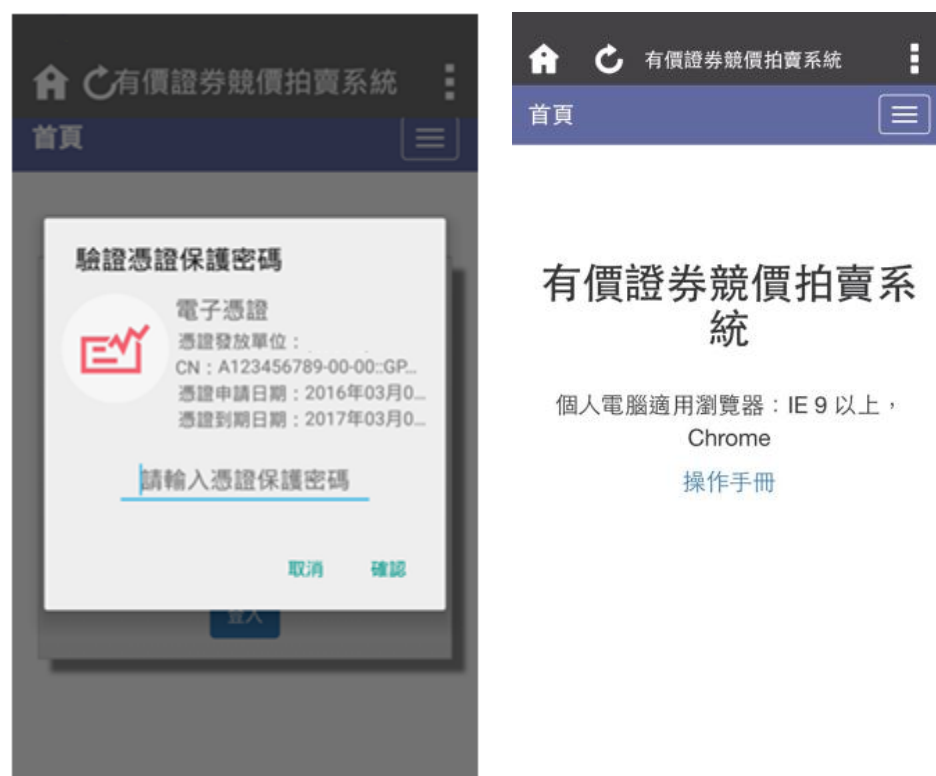 有價證券競價拍賣系統
首頁
驗證憑證保護密碼
電子憑證
憑證發放單位：
CN：A123456789-00-00::GP...
憑證申請日期：2016年03月0...
憑證到期日期：2017年03月0...
請輸入憑證保護密碼
取消 確認
登入
有價證券競價拍賣系統
首頁
有價證券競價拍賣系
統
個人電腦適用瀏覽器：IE 9 以上，
Chrome
操作手冊